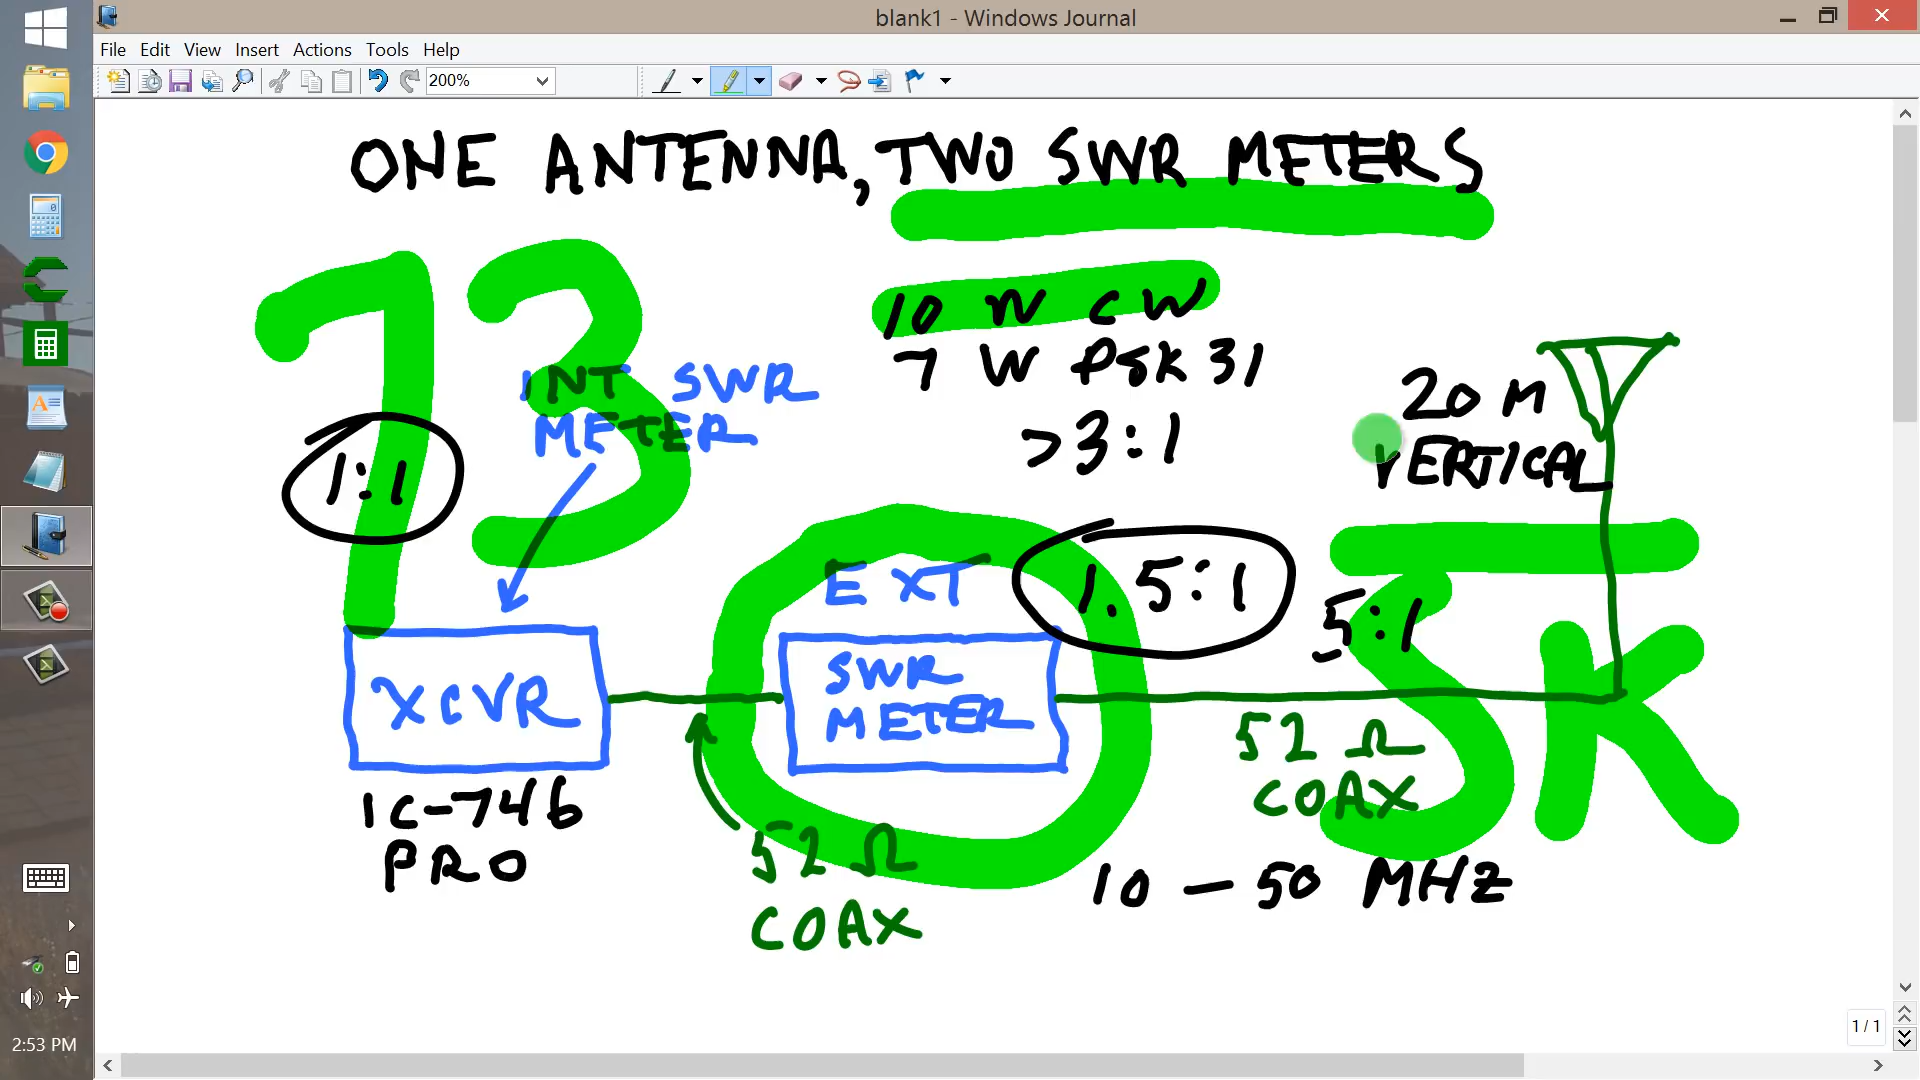 blank1 - Windows Journal
File Edit View Insert Actions Tools Help
200%
ONE ANTENNA, TWO SWR METERS
73
10 W CW
7 W PSK 31
>3:1
INT SWR
METER
1:1
20 M
VERTICAL
EXT
1.5:1
5:1
SK
XCVR
SWR
METER
IC-746
PRO
52 Ω
COAX
52 Ω
COAX
10 - 50 MHZ
1 / 1
2:53 PM